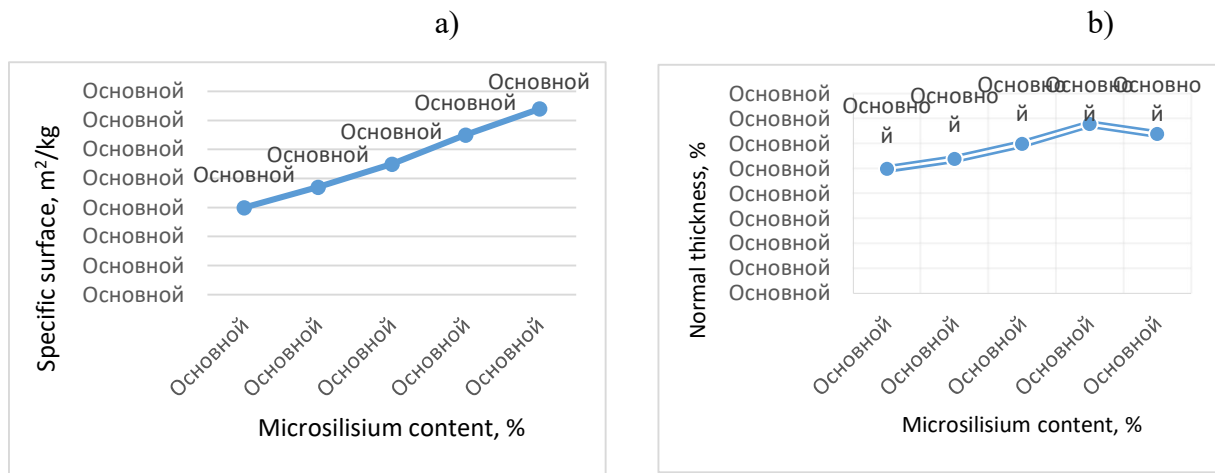 a)
b)
Основной
Основной
Основной
Основной
Основной
Основной
Основной
Основной
Основной
Основной
Основной
Основной
Основной
Specific surface, m²/kg
Основной
Основной
Основной
Основной
Основной
Microsilisium content, %
Основной
Основной
Основной
Основной
Основной
Основной
Основной
Основной
Основной
Основно
й
Основно
й
Основно
й
Основно
й
Основно
й
Normal thickness, %
Основной
Основной
Основной
Основной
Основной
Microsilisium content, %